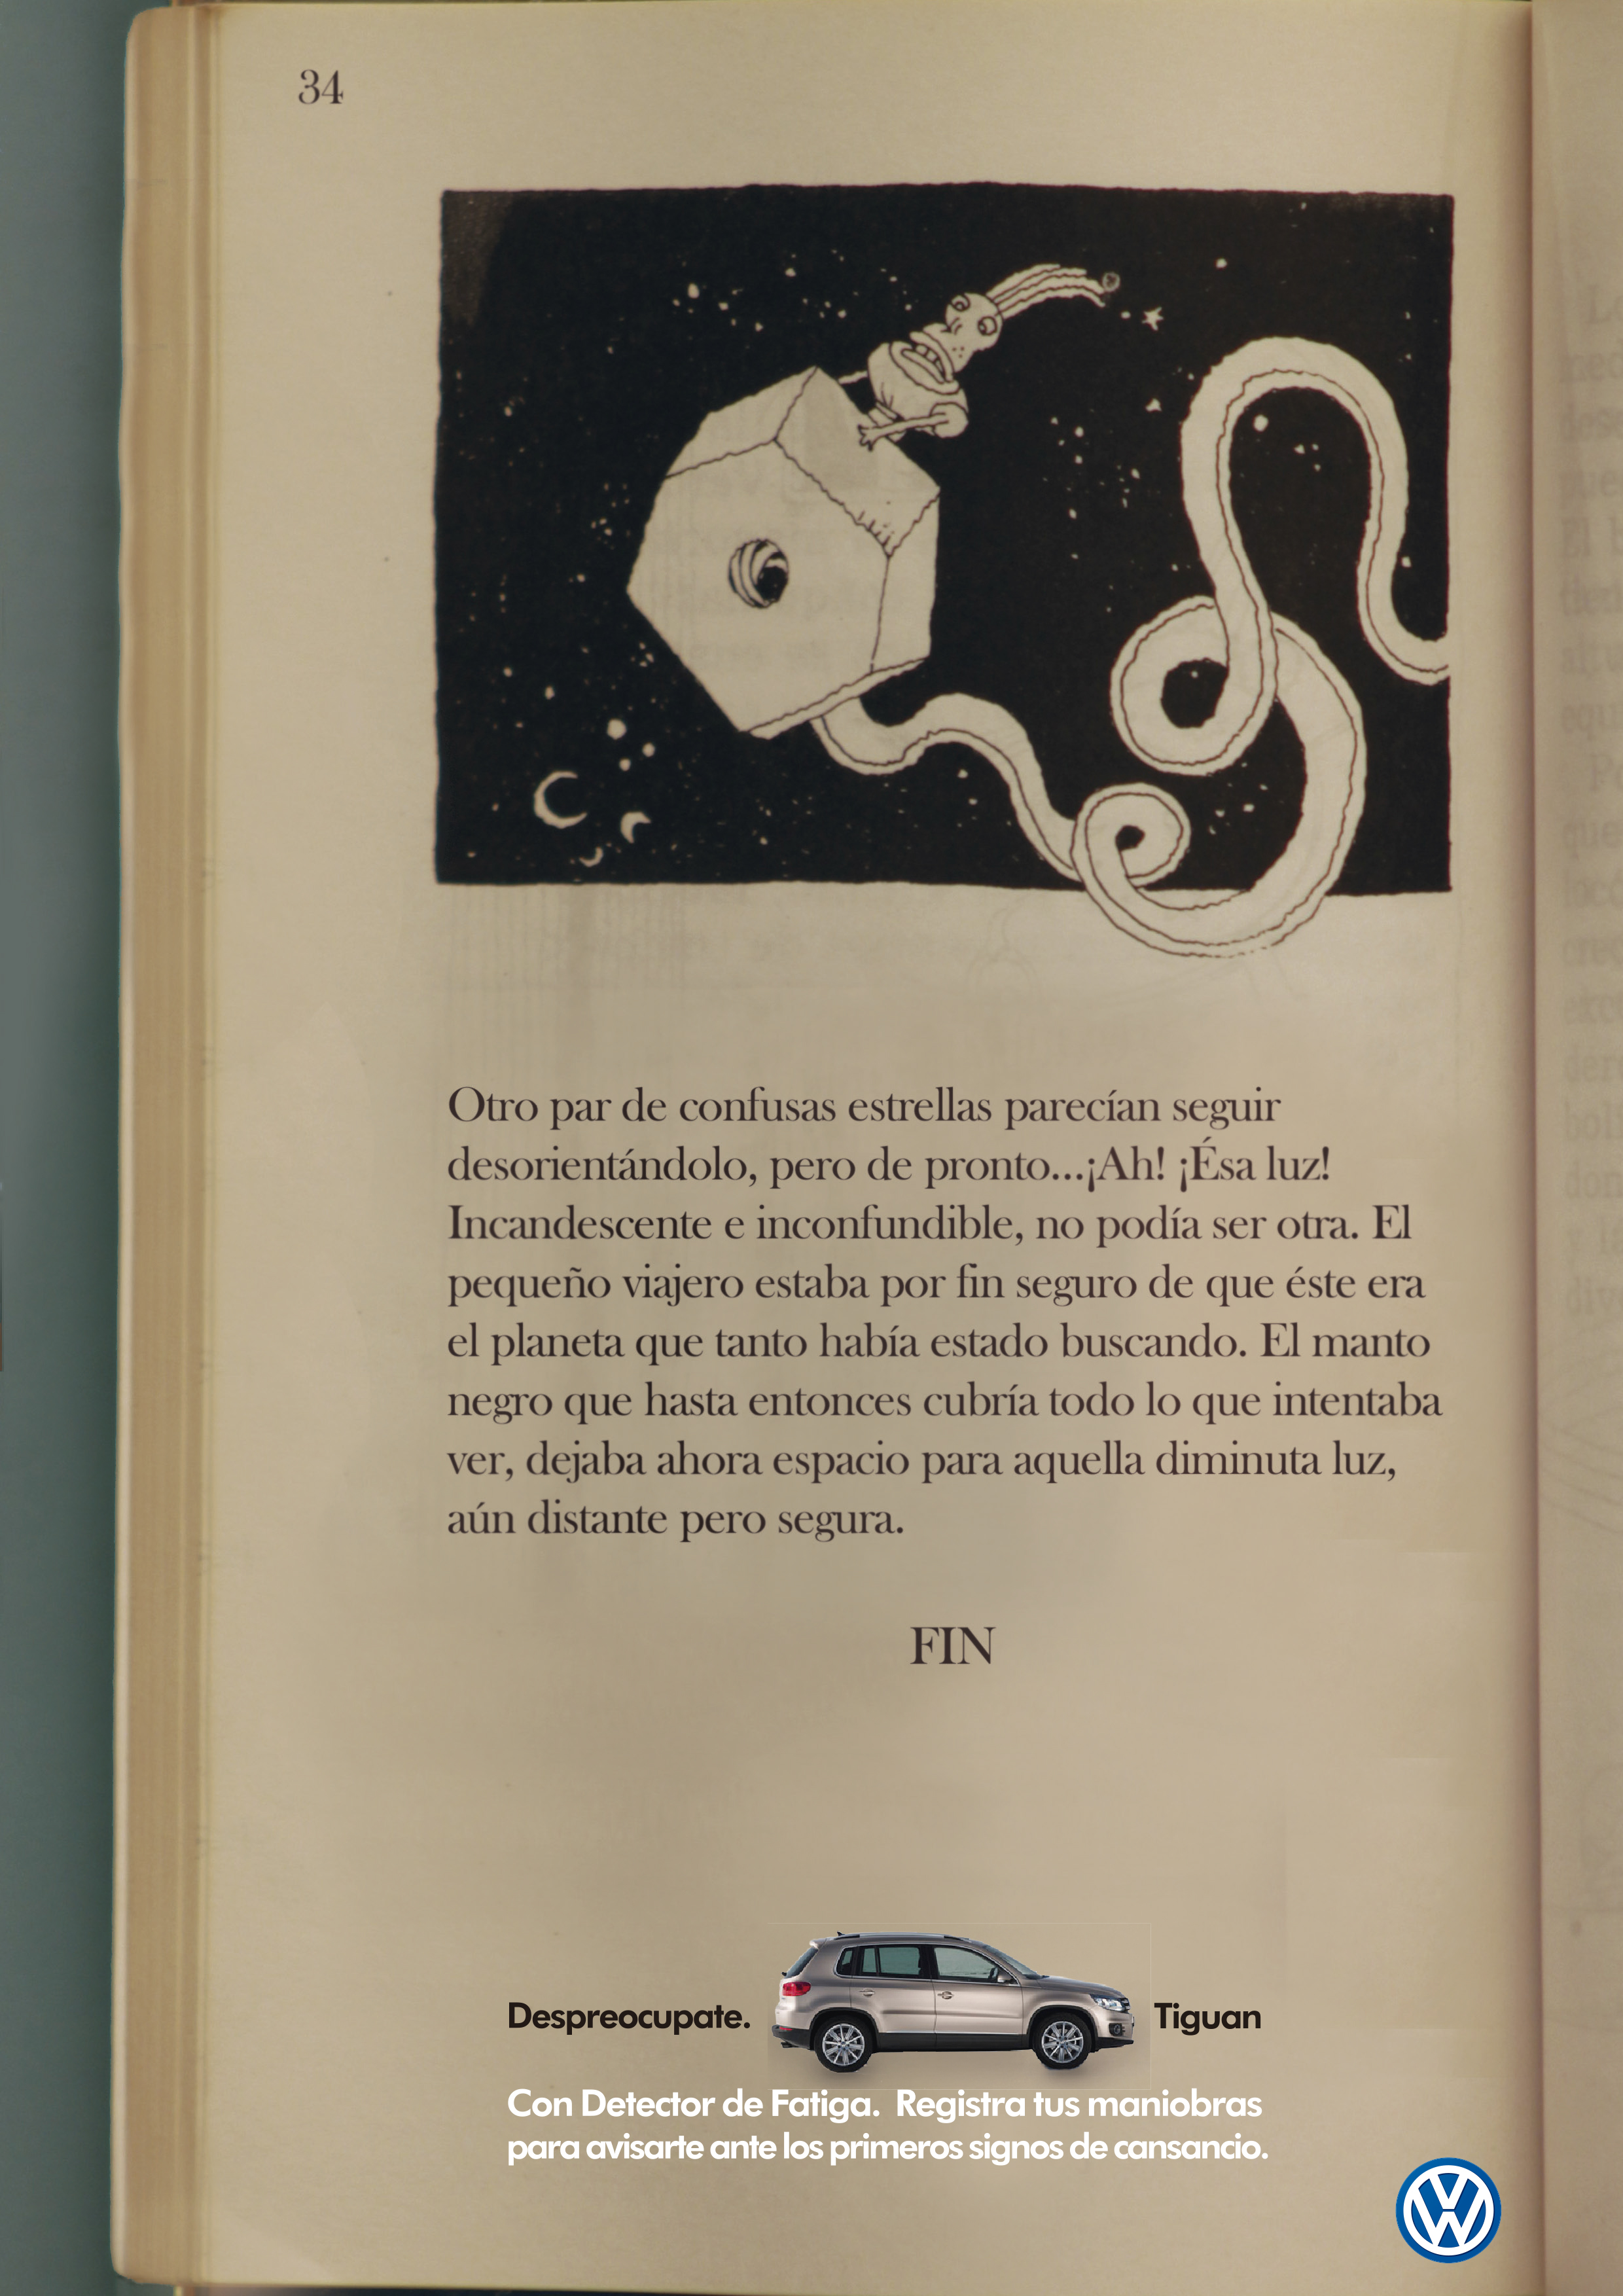 34
Otro par de confusas estrellas parecían seguir
desorientándolo, pero de pronto...¡Ah! ¡Ésa luz!
Incandescente e inconfundible, no podía ser otra. El
pequeño viajero estaba por fin seguro de que éste era
el planeta que tanto había estado buscando. El manto
negro que hasta entonces cubría todo lo que intentaba
ver, dejaba ahora espacio para aquella diminuta luz,
aún distante pero segura.
FIN
Despreocupate. Tiguan
Con Detector de Fatiga. Registra tus maniobras
para avisarte ante los primeros signos de cansancio.